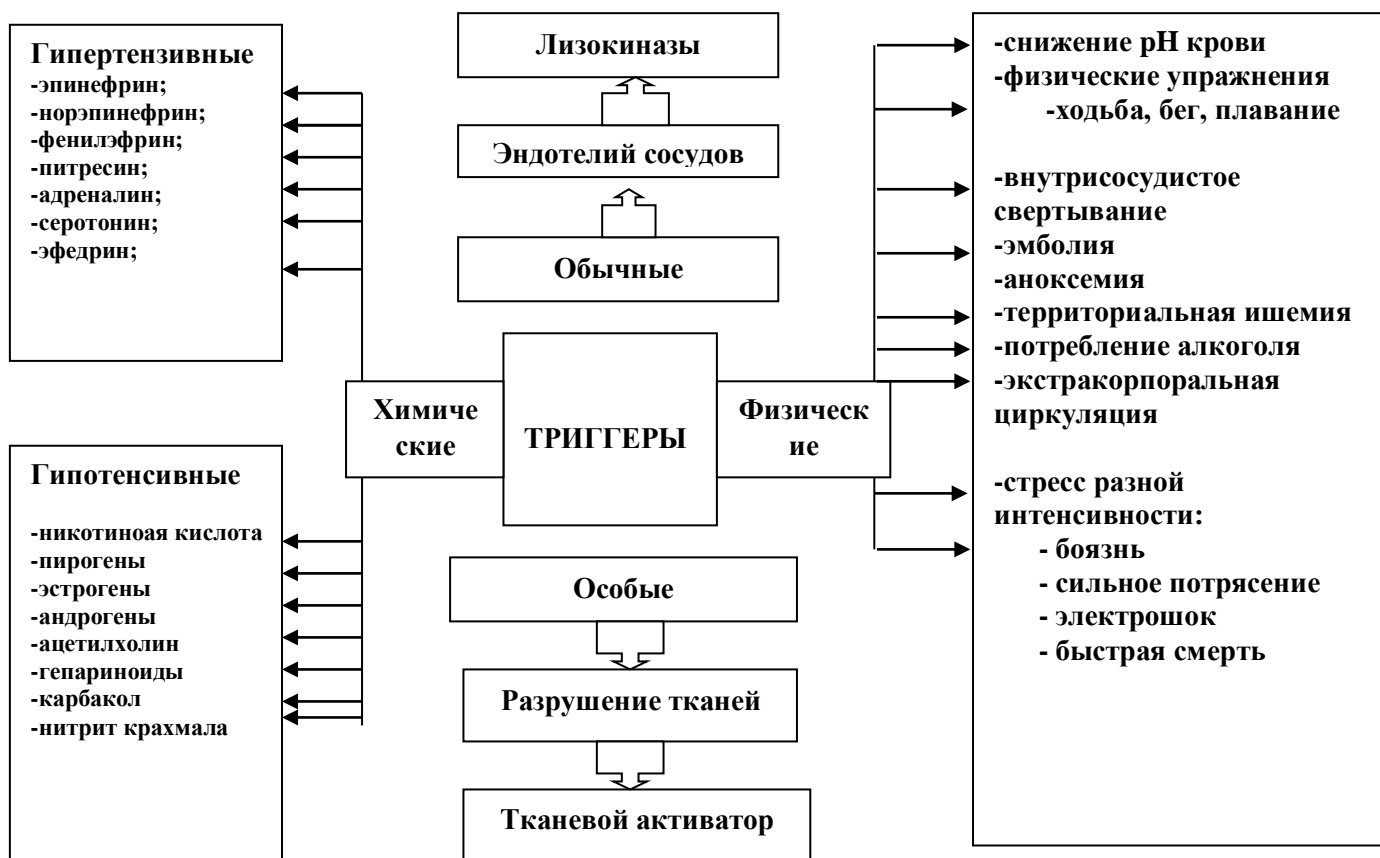 Гипертензивные
-эпинефрин;
-норэпинефрин;
-фенилэфрин;
-питресин;
-адреналин;
-серотонин;
-эфедрин;
Гипотенсивные
-никотиноая кислота
-пирогены
-эстрогены
-андрогены
-ацетилхолин
-гепариноиды
-карбакол
-нитрит крахмала
Химиче
ские
Лизокиназы
Эндотелий сосудов
Обычные
ТРИГГЕРЫ
Особые
Разрушение тканей
Тканевой активатор
Физическ
ие
-снижение pH крови
-физические упражнения
-ходьба, бег, плавание
-внутрисосудистое
свертывание
-эмболия
-аноксемия
-территориальная ишемия
-потребление алкоголя
-экстракорпоральная
циркуляция
-стресс разной
интенсивности:
- боязнь
- сильное потрясение
- электрошок
- быстрая смерть